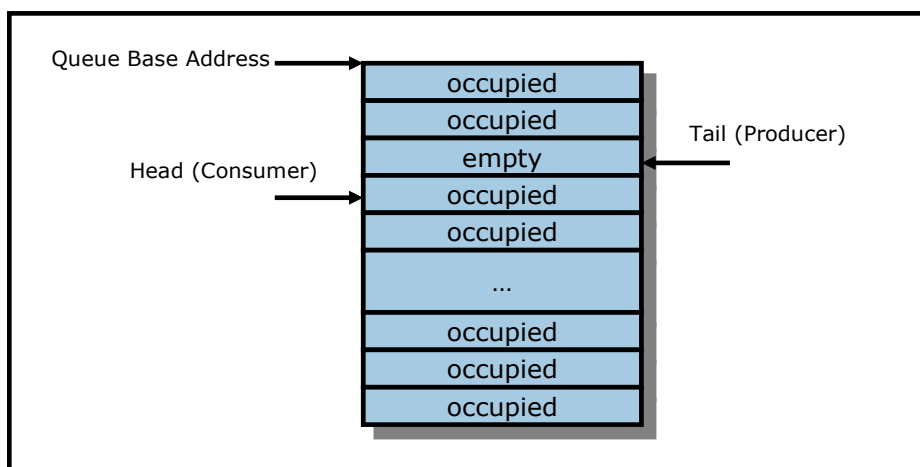 Queue Base Address
occupied
occupied
Tail (Producer)
empty
Head (Consumer)
occupied
occupied
...
occupied
occupied
occupied